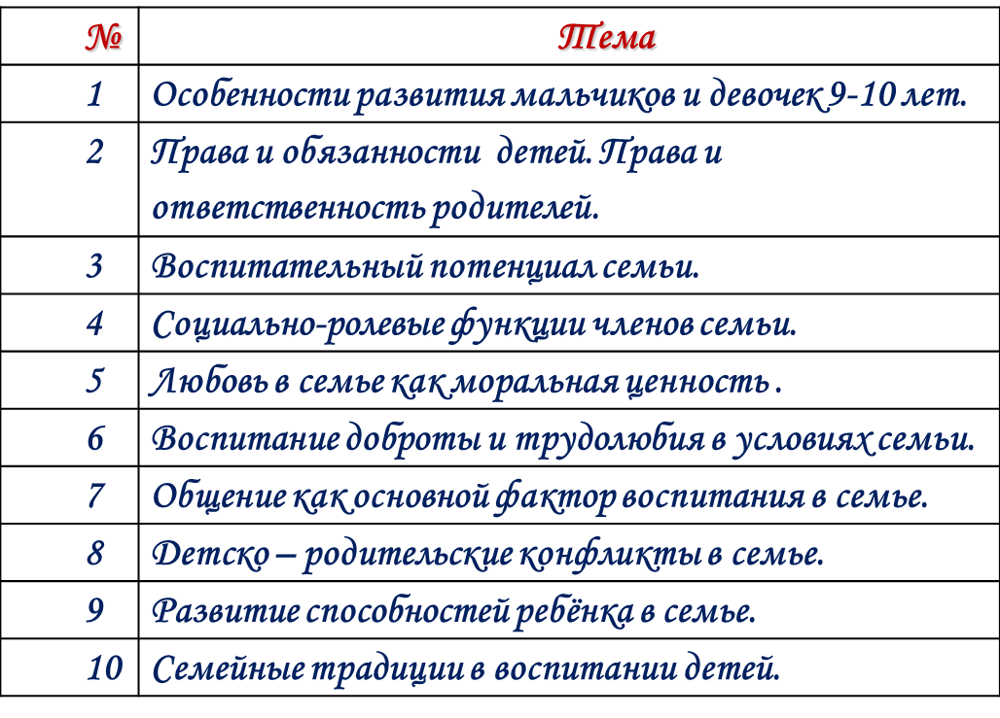 № Тема
1 Особенности развития мальчиков и девочек 9-10 лет.
2 Права и обязанности детей. Права и
ответственность родителей.
3 Воспитательный потенциал семьи.
4 Социально-ролевые функции членов семьи.
5 Любовь в семье как моральная ценность .
6 Воспитание доброты и трудолюбия в условиях семьи.
7 Общение как основной фактор воспитания в семье.
8 Детско – родительские конфликты в семье.
9 Развитие способностей ребёнка в семье.
10 Семейные традиции в воспитании детей.